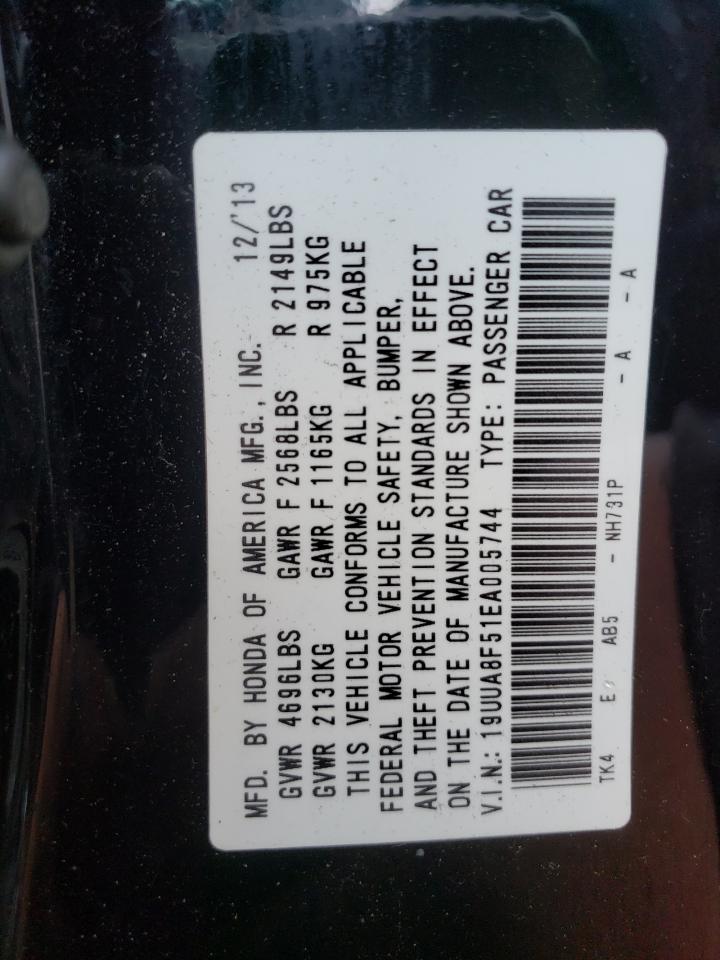 MFD. BY HONDA OF AMERICA MFG., INC. 12/'13
GVWR 4696LBS GAWR F 2568LBS R 2149LBS
GVWR 2130KG GAWR F 1165KG R 975KG
THIS VEHICLE CONFORMS TO ALL APPLICABLE
FEDERAL MOTOR VEHICLE SAFETY, BUMPER,
AND THEFT PREVENTION STANDARDS IN EFFECT
ON THE DATE OF MANUFACTURE SHOWN ABOVE.
V.I.N.: 19UUA8F51EA005744 TYPE: PASSENGER CAR
TK4 E AB5 - NH731P - A - A